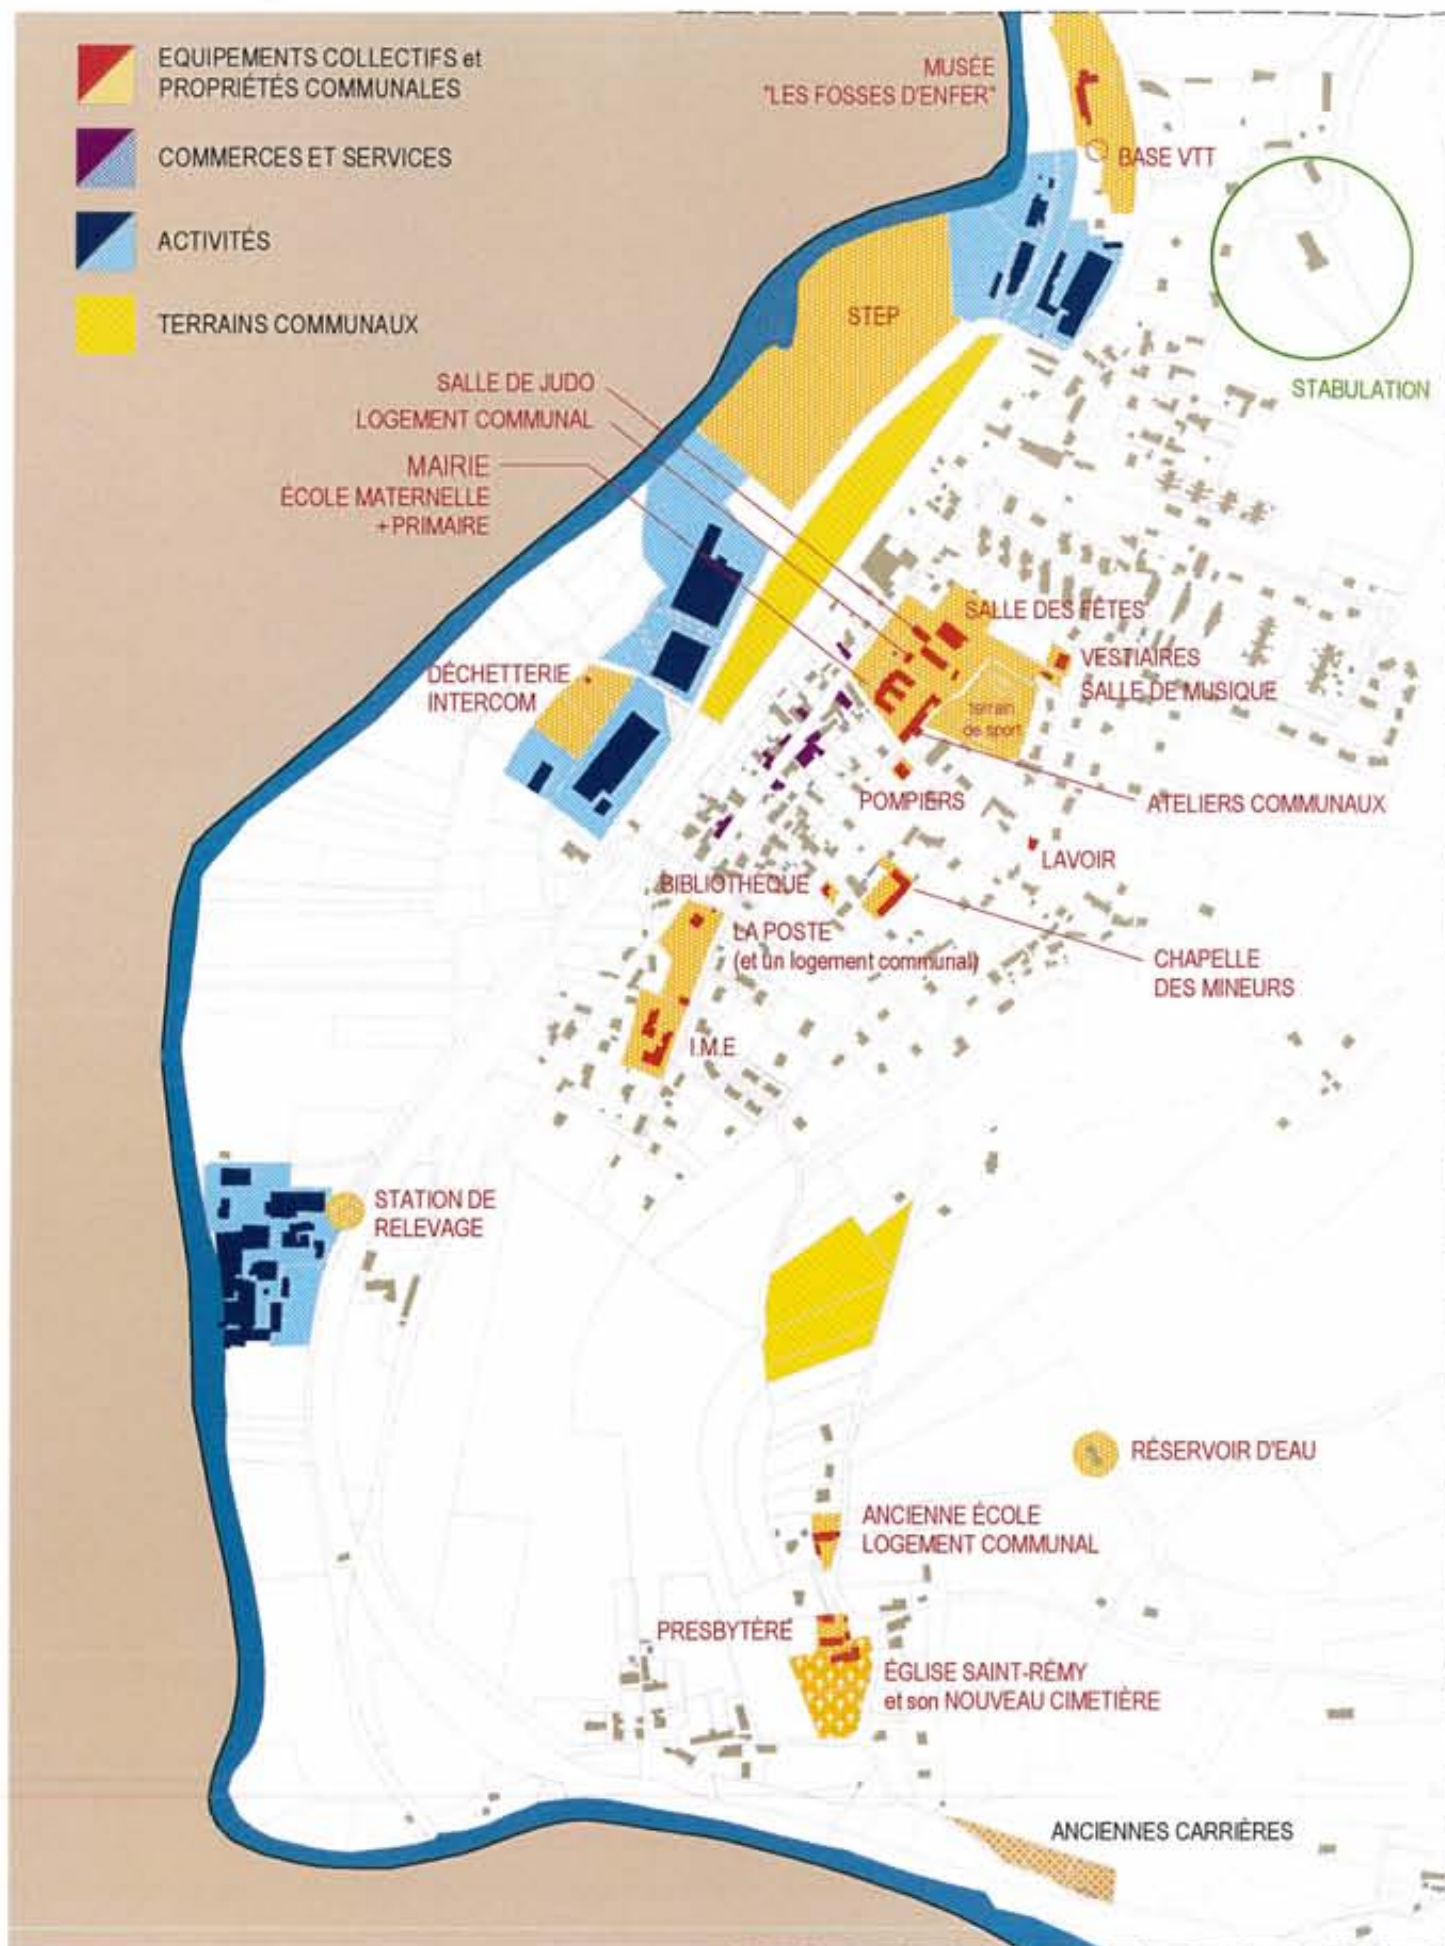 EQUIPEMENTS COLLECTIFS et
PROPRIÉTÉS COMMUNALES
COMMERCES ET SERVICES
ACTIVITÉS
TERRAINS COMMUNAUX
MUSÉE
"LES FOSSES D'ENFER"
BASE VTT
STEP
STABULATION
SALLE DE JUDO
LOGEMENT COMMUNAL
MAIRIE
ÉCOLE MATERNELLE
+ PRIMAIRE
SALLE DES FÊTES
VESTIAIRES
SALLE DE MUSIQUE
DÉCHETTERIE
INTERCOM
terrain
de sport
POMPIERS
ATELIERS COMMUNAUX
LAVOIR
BIBLIOTHEQUE
LA POSTE
(et un logement communal)
CHAPELLE
DES MINEURS
I.M.E
STATION DE
RELEVAGE
RÉSERVOIR D'EAU
ANCIENNE ÉCOLE
LOGEMENT COMMUNAL
PRESBYTÈRE
ÉGLISE SAINT-RÉMY
et son NOUVEAU CIMETIÈRE
ANCIENNES CARRIÈRES